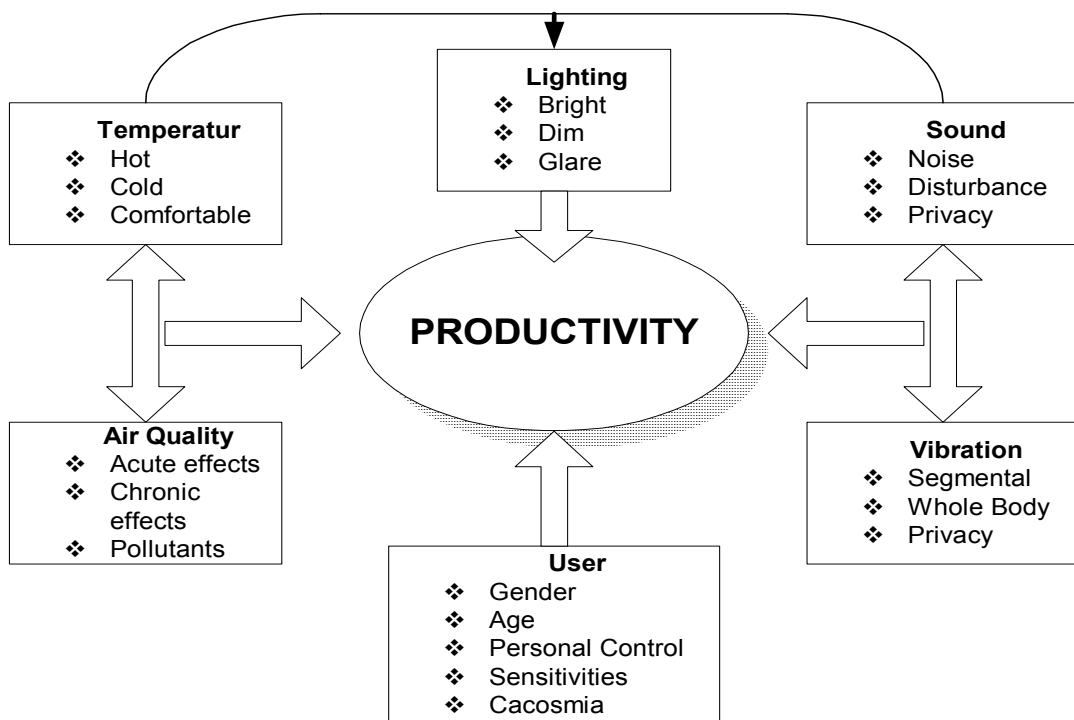 Lighting
❖ Bright
❖ Dim
❖ Glare
Temperatur
❖ Hot
❖ Cold
❖ Comfortable
Sound
❖ Noise
❖ Disturbance
❖ Privacy
PRODUCTIVITY
Air Quality
❖ Acute effects
❖ Chronic
effects
❖ Pollutants
Vibration
❖ Segmental
❖ Whole Body
❖ Privacy
User
❖ Gender
❖ Age
❖ Personal Control
❖ Sensitivities
❖ Cacosmia